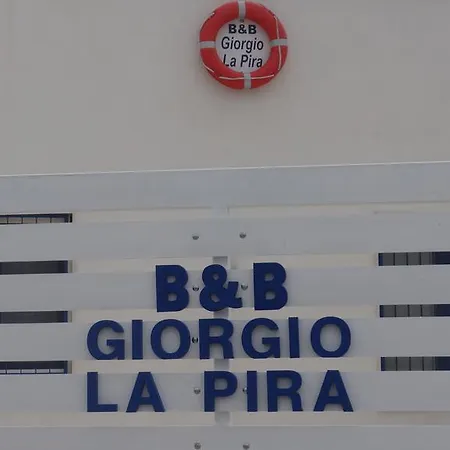 B&B
Giorgio
La Pira
B&B
GIORGIO
LA PIRA